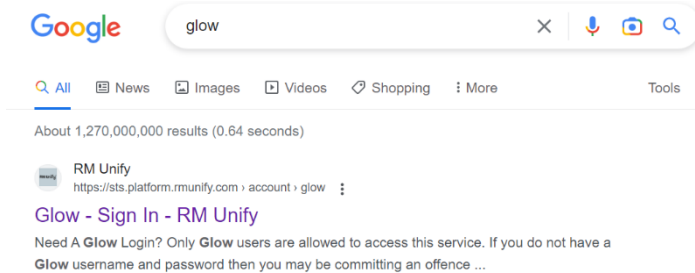 Google glow
All News Images Videos Shopping More Tools
About 1,270,000,000 results (0.64 seconds)
RM Unify
https://sts.platform.rmunify.com › account › glow
Glow - Sign In - RM Unify
Need A Glow Login? Only Glow users are allowed to access this service. If you do not have a
Glow username and password then you may be committing an offence ...